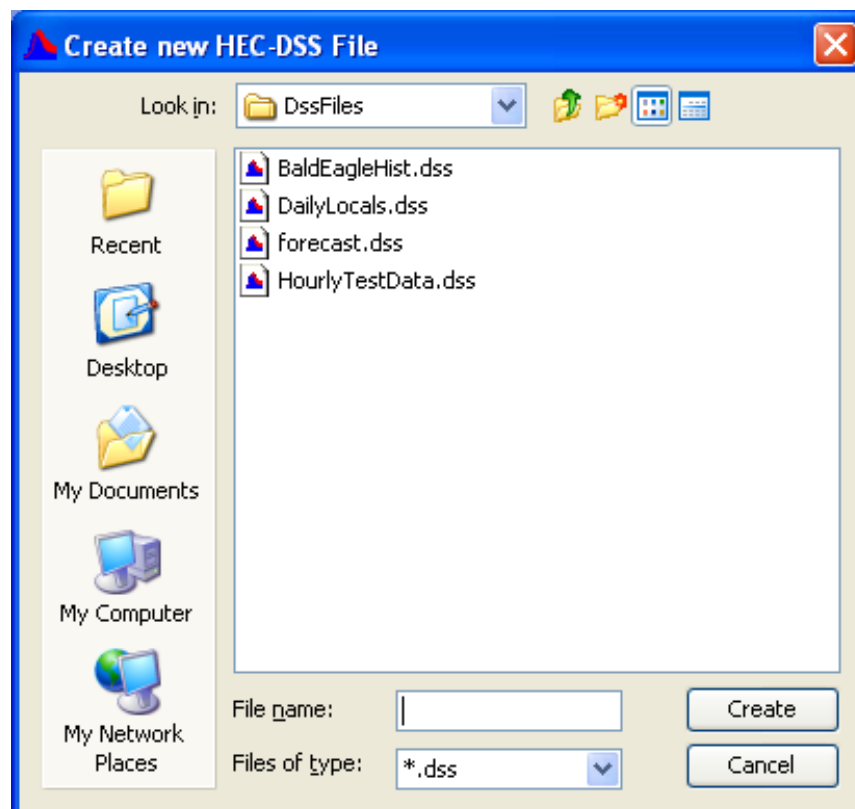 Create new HEC-DSS File
Look in: DssFiles
BaldEagleHist.dss
DailyLocals.dss
forecast.dss
HourlyTestData.dss
Recent
Desktop
My Documents
My Computer
My Network
Places
File name:
Create
Files of type: *.dss
Cancel